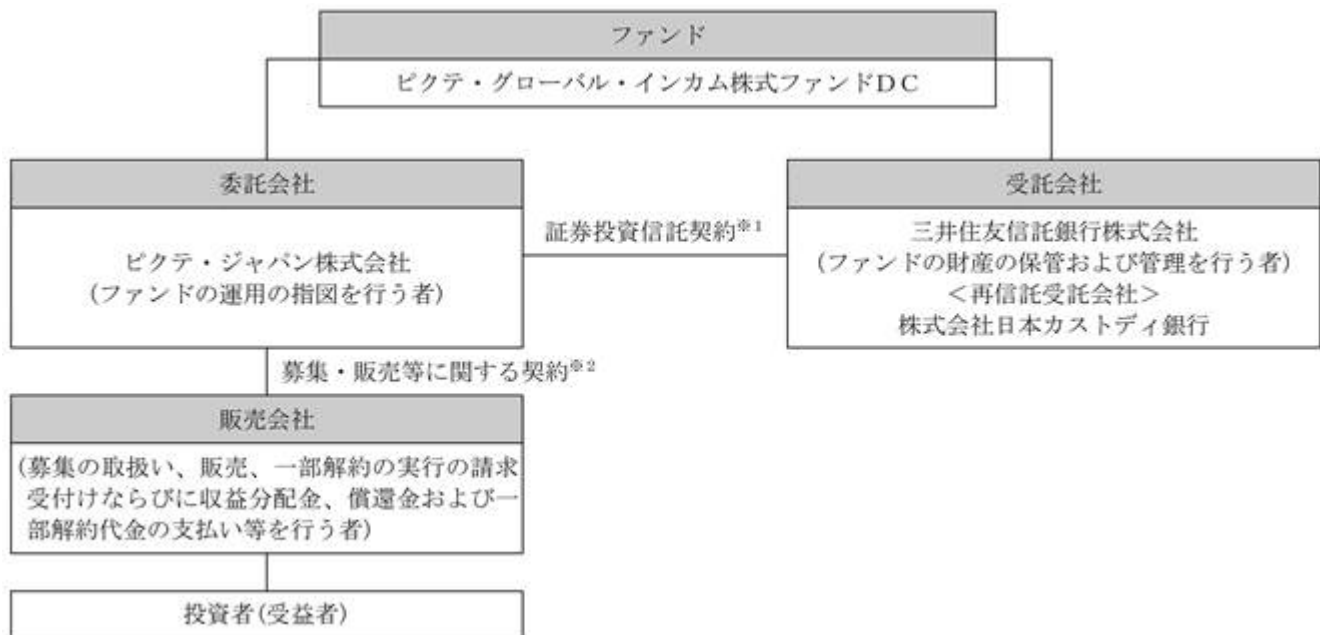 ファンド
ピクテ・グローバル・インカム株式ファンドＤＣ
委託会社
ピクテ・ジャパン株式会社
(ファンドの運用の指図を行う者)
証券投資信託契約※1
受託会社
三井住友信託銀行株式会社
(ファンドの財産の保管および管理を行う者)
＜再信託受託会社＞
株式会社日本カストディ銀行
募集・販売等に関する契約※2
販売会社
(募集の取扱い、販売、一部解約の実行の請求
受付けならびに収益分配金、償還金および一
部解約代金の支払い等を行う者)
投資者(受益者)